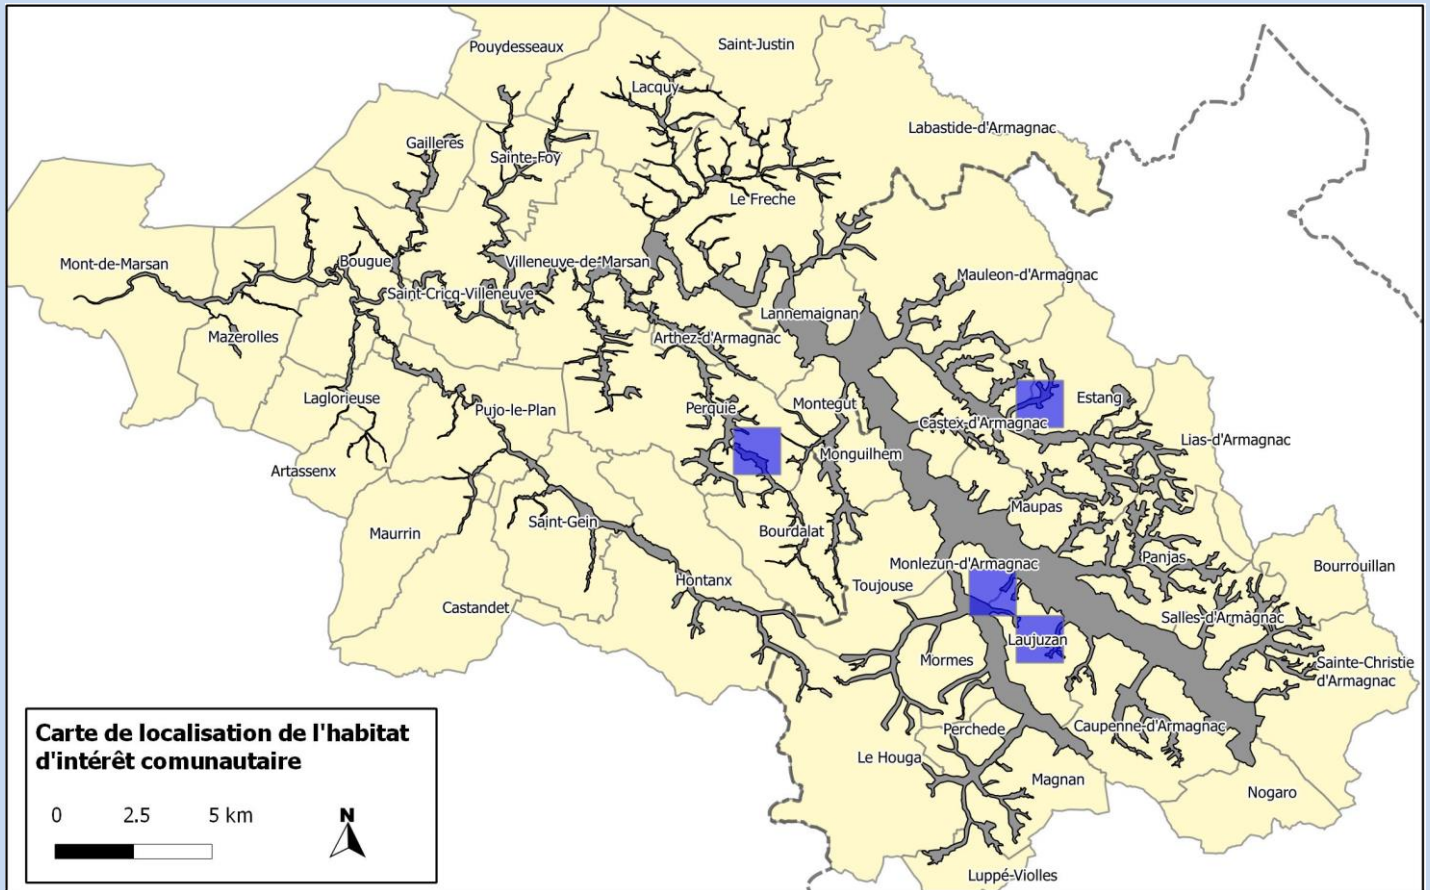 Pouydesseaux
Saint-Justin
Lacquy
Labastide-d'Armagnac
Gailleres
Sainte-Foy
Le Freche
Mont-de-Marsan
Bougue
Villeneuve-de-Marsan
Mauleon-d'Armagnac
Saint-Cricq-Villeneuve
Lannemaignan
Mazerolles
Arthez-d'Armagnac
Laglorieuse
Pujo-le-Plan
Perquie
Montegut
Estang
Castex-d'Armagnac
Lias-d'Armagnac
Monguilhem
Artassenx
Maupas
Maurrin
Saint-Gein
Bourdalat
Panjas
Monlezun-d'Armagnac
Bourrouillan
Hontanx
Toujouse
Castandet
Salles-d'Armagnac
Laujuzan
Mormes
Sainte-Christie
d'Armagnac
Perchede
Caupenne-d'Armagnac
Le Houga
Magnan
Nogaro
Luppé-Violles
Carte de localisation de l'habitat
d'intérêt comunautaire
0 2.5 5 km
N